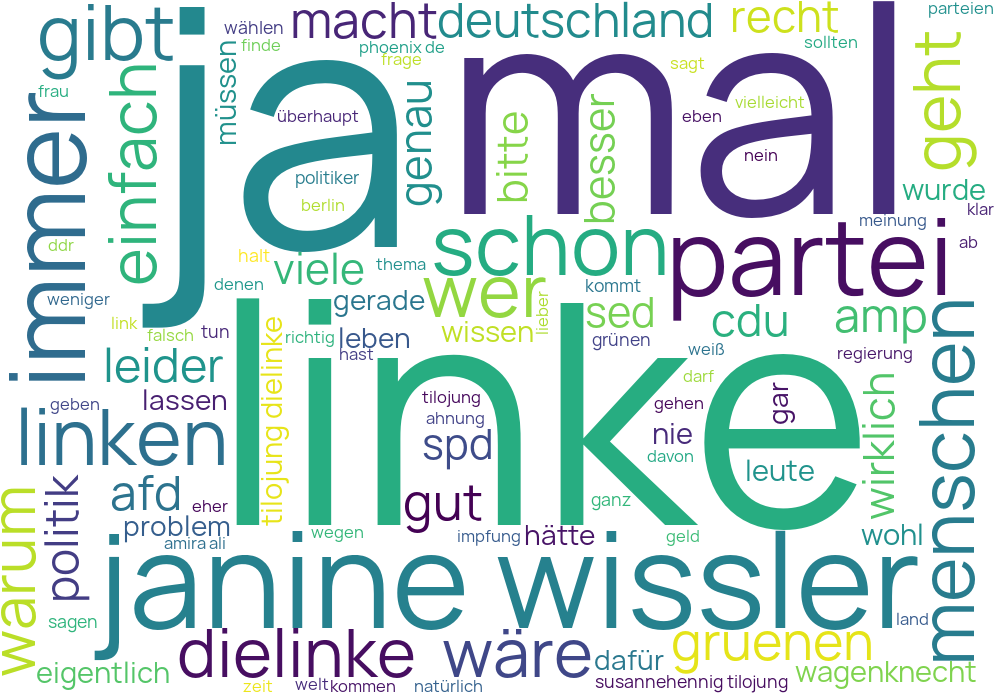 wählen
macht
deutschland
recht
parteien
gibt
finde
phoenix de
frage
sollten
frau
ja
mal
sagt
geht
müssen
immer
einfach
überhaupt
genau
bitte
besser
vielleicht
eben
nein
politiker
berlin
wurde
klar
meinung
ddr
halt
viele
thema
schon
partei
ab
denen
wer
kommt
weniger
gerade
lieber
sed
cdu
amp
link
falsch
tun
richtig
leben
wissen
grünen
weiß
regierung
leider
hast
linke
darf
menschen
geben
lassen
tilojung dielinke
tilojung
gehen
gar
wirklich
linken
ahnung
spd
nie
davon
leute
warum
politik
afd
eher
gut
ganz
problem
wegen
impfung
hätte
geld
wohl
amira ali
janine wissler
sagen
land
dielinke
wäre
gruenen
eigentlich
dafür
wagenknecht
zeit
welt
kommen
natürlich
susannehennig tilojung